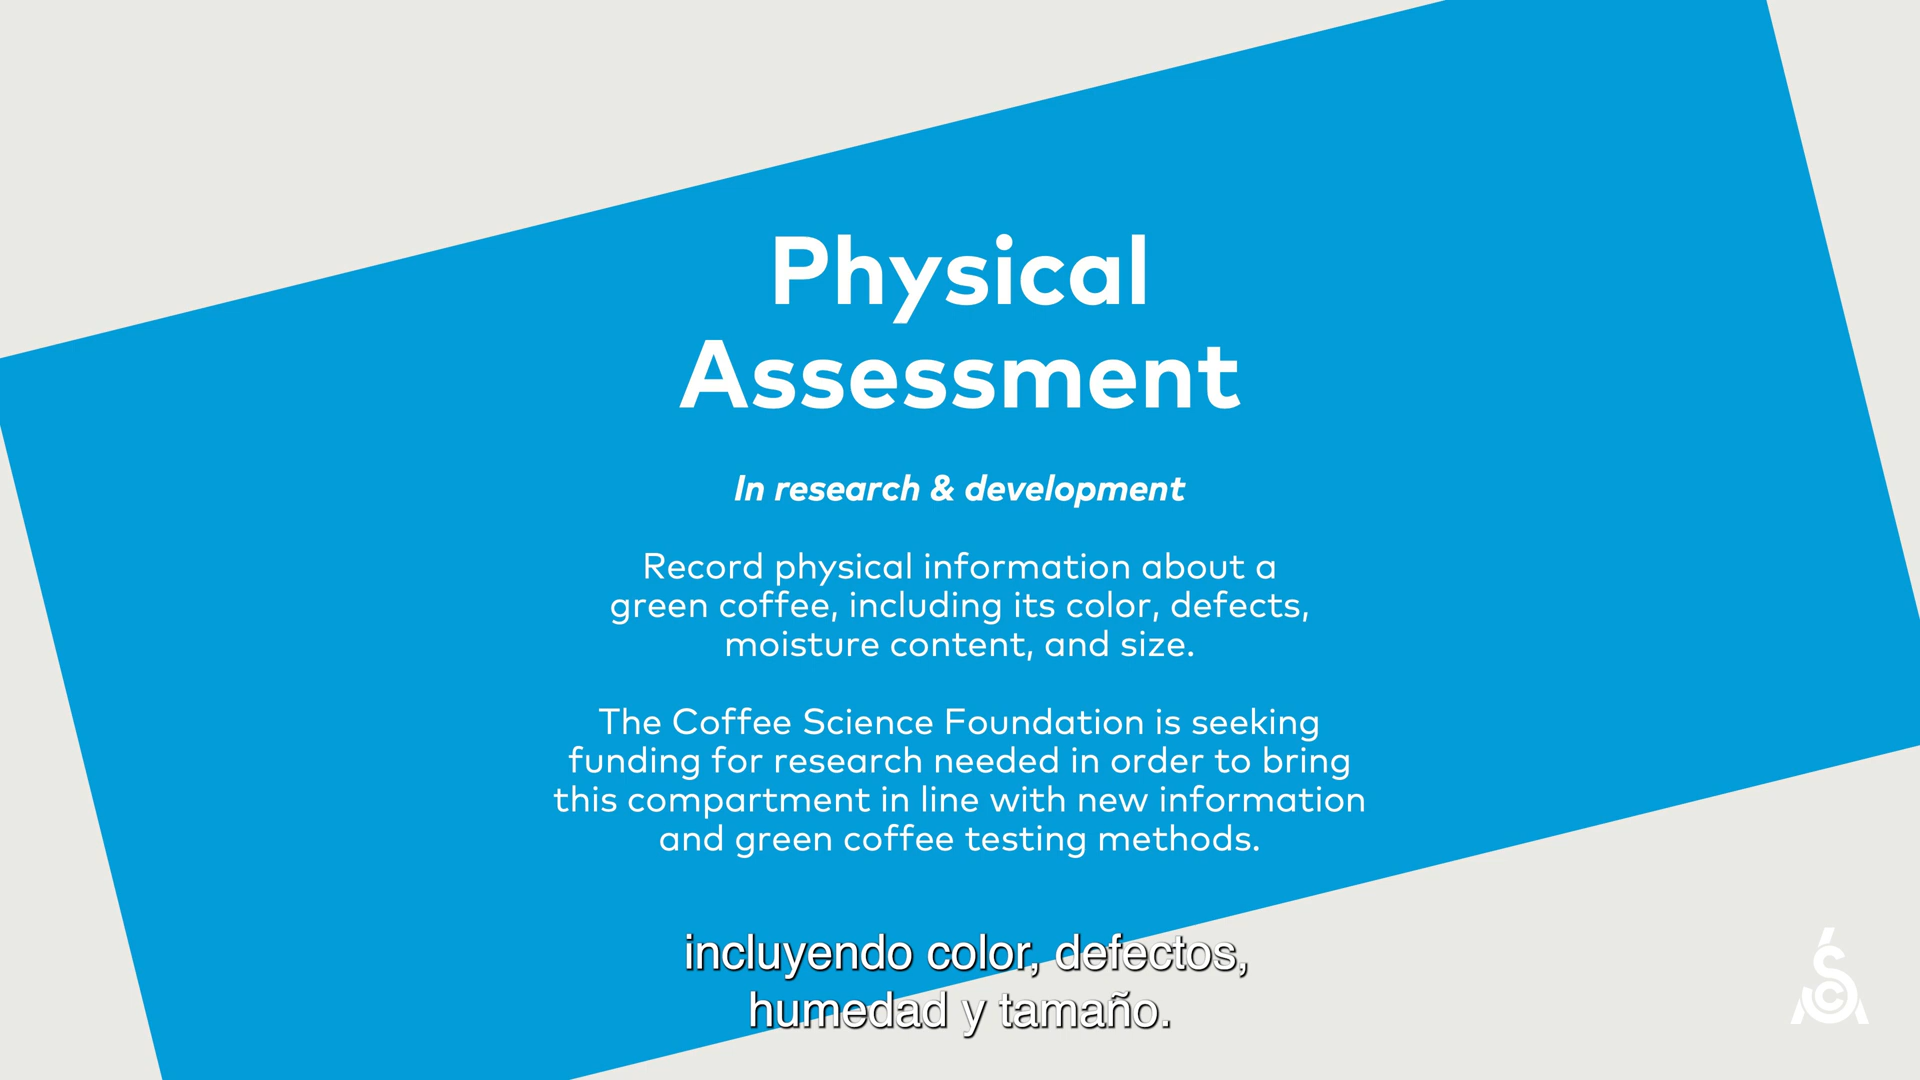 Physical
Assessment
In research & development
Record physical information about a
green coffee, including its color, defects,
moisture content, and size.
The Coffee Science Foundation is seeking
funding for research needed in order to bring
this compartment in line with new information
and green coffee testing methods.
incluyendo color, defectos,
humedad y tamaño.
SCA